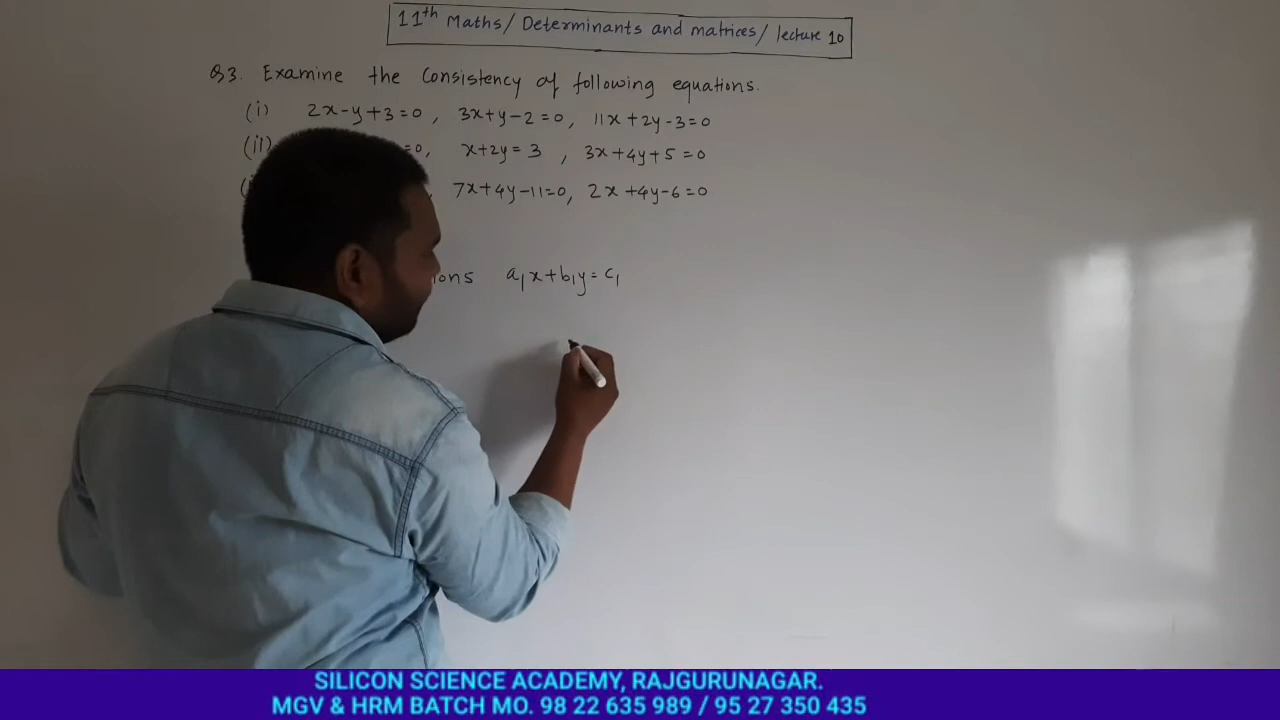 11th Maths/ Determinants and matrices/ lecture 10
Q3. Examine the Consistency of following equations.
(i) 2x-y+3=0, 3x+y-2=0, 11x+2y-3=0
(ii) =0, x+2y=3, 3x+4y+5=0
7x+4y-11=0, 2x+4y-6=0
ions a₁x+b₁y=c₁
SILICON SCIENCE ACADEMY, RAJGURUNAGAR.
MGV & HRM BATCH MO. 98 22 635 989 / 95 27 350 435